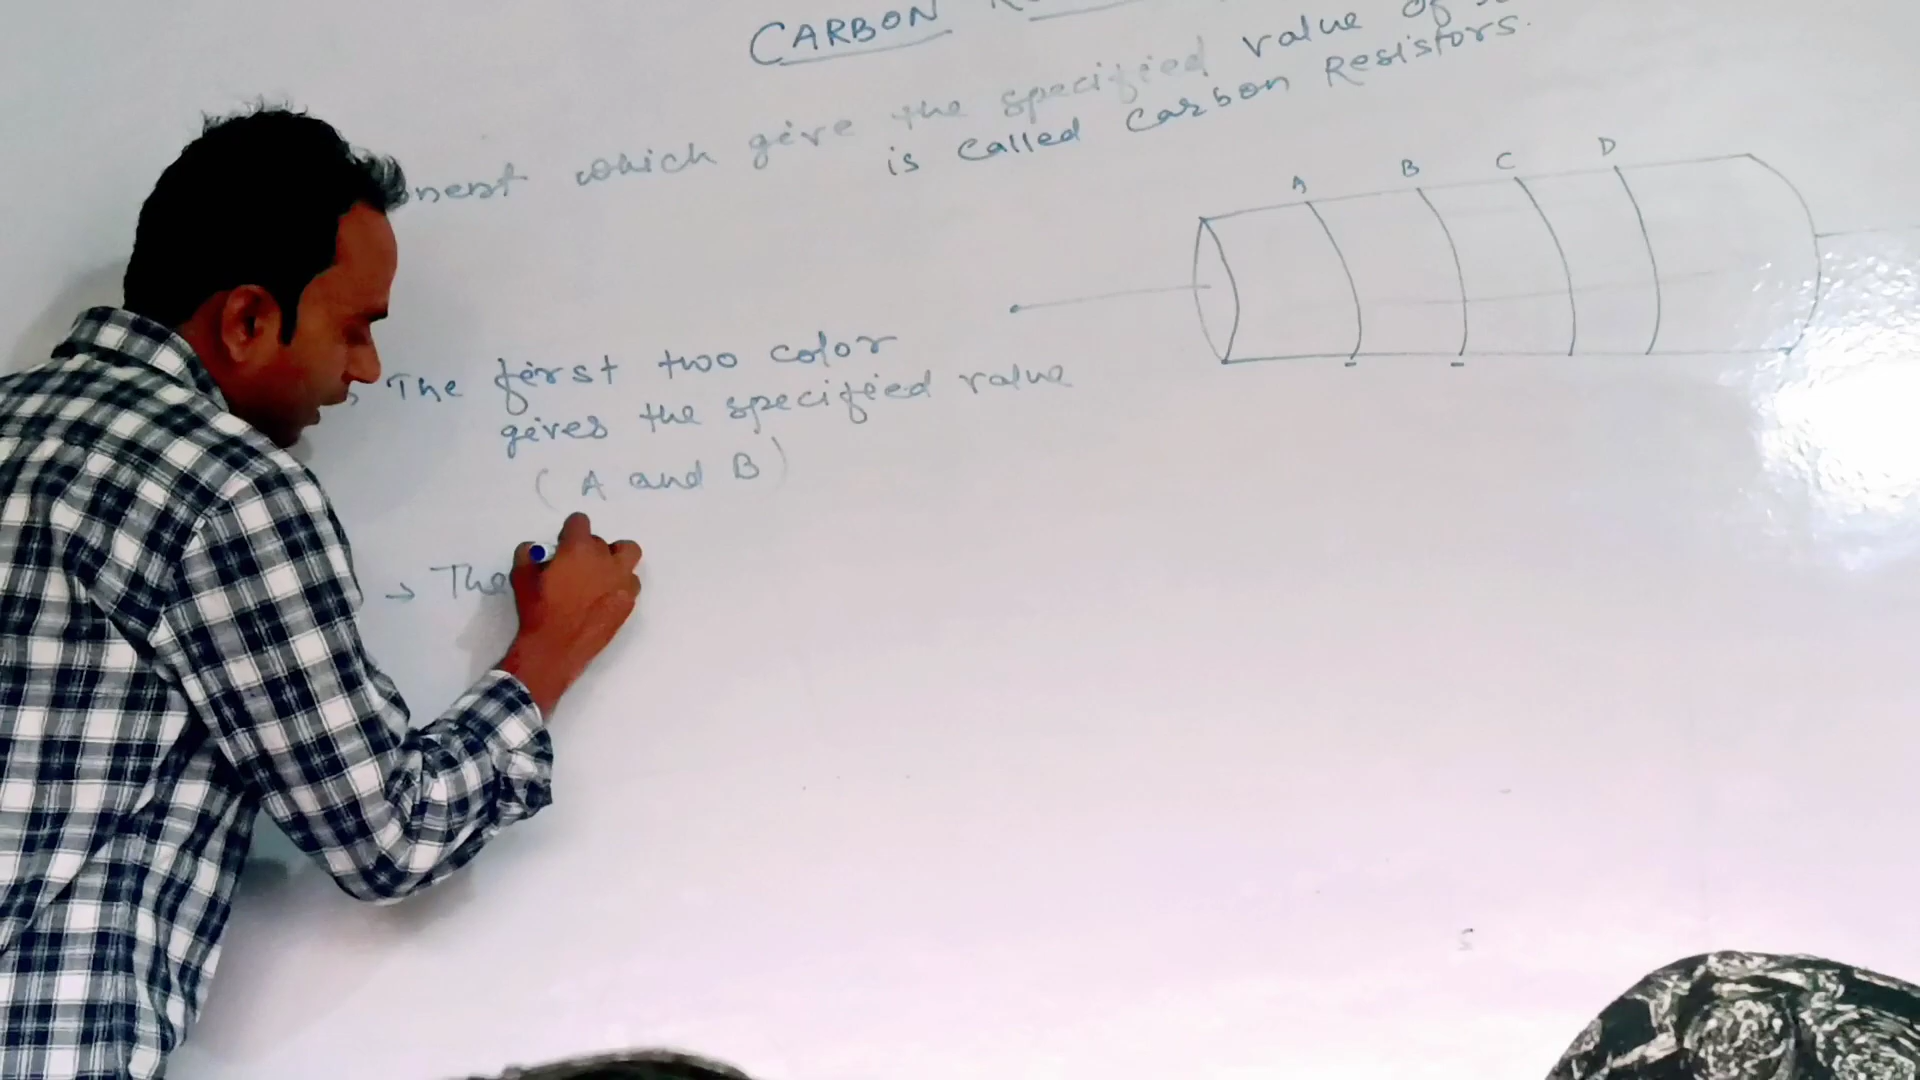 CARBON
which give the specified value of
is called Carbon Resistors.
A B C D
→ The first two color
gives the specified value
(A and B)
→ The